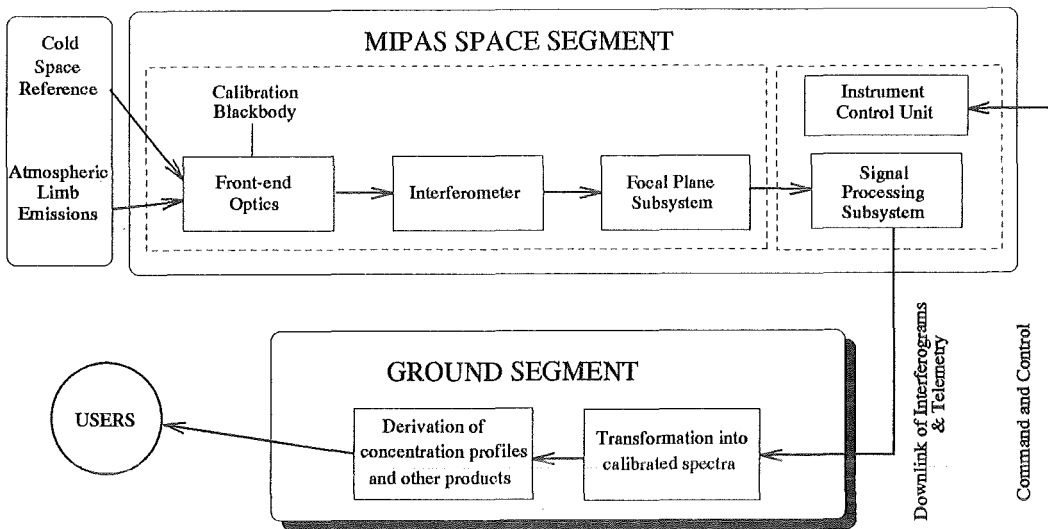 Cold
Space
Reference
Atmospheric
Limb
Emissions
MIPAS SPACE SEGMENT
Calibration
Blackbody
Front-end
Optics
Interferometer
Focal Plane
Subsystem
Instrument
Control Unit
Signal
Processing
Subsystem
Downlink of Interferograms
& Telemetry
Command and Control
GROUND SEGMENT
Transformation into
calibrated spectra
Derivation of
concentration profiles
and other products
USERS